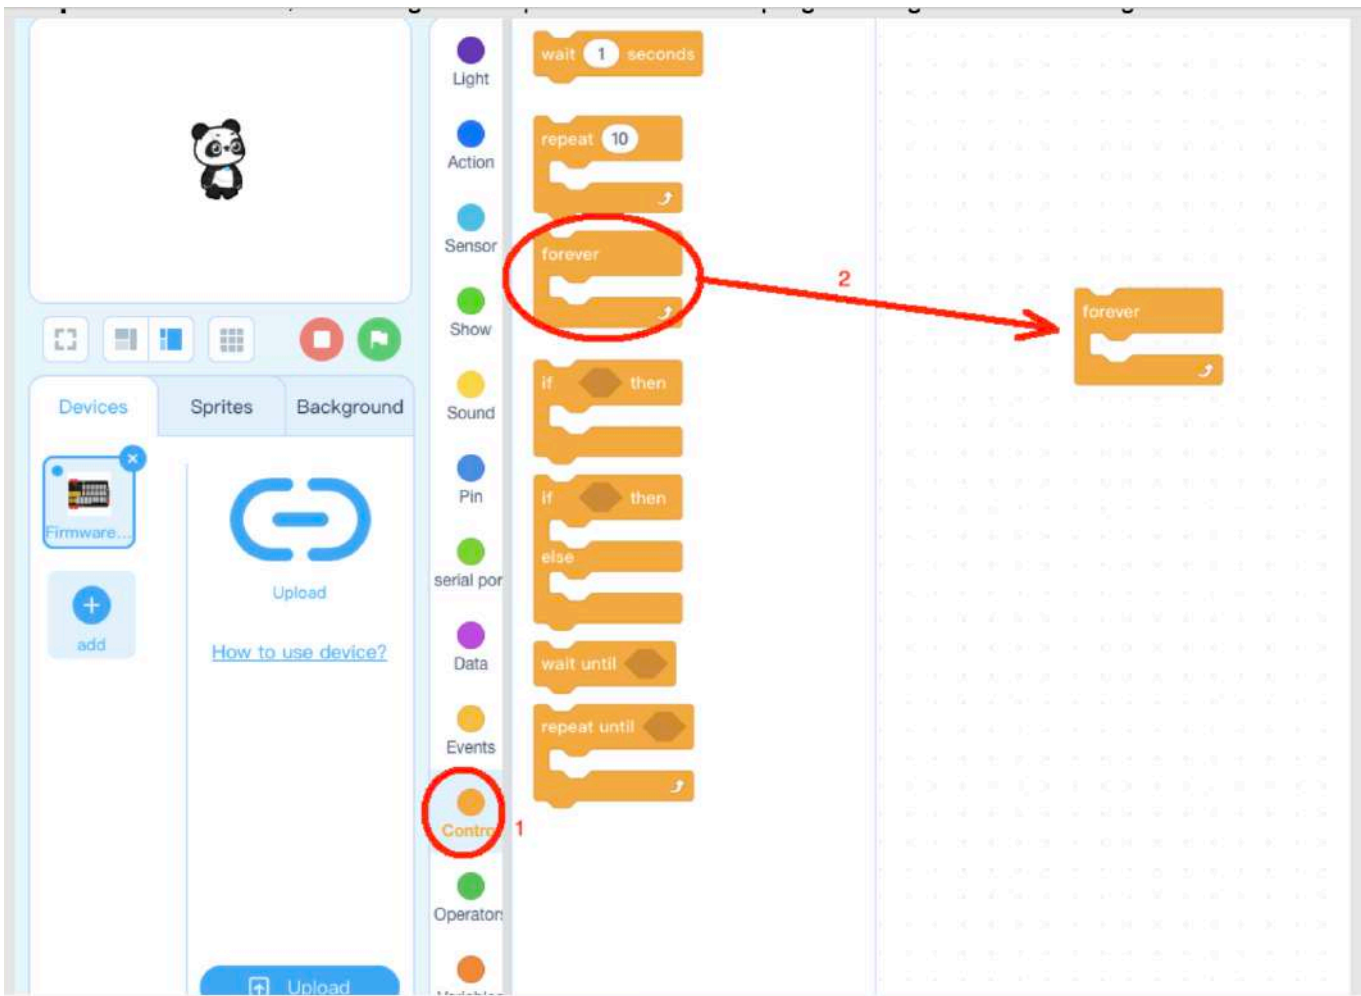 Light
Action
Sensor
Show
Sound
Pin
serial por
Data
Events
Contro
Operator
wait 1 seconds
repeat 10
forever
if then
if then
else
wait until
repeat until
1
2
forever
Devices
Sprites
Background
Firmware...
add
Upload
How to use device?
Upload